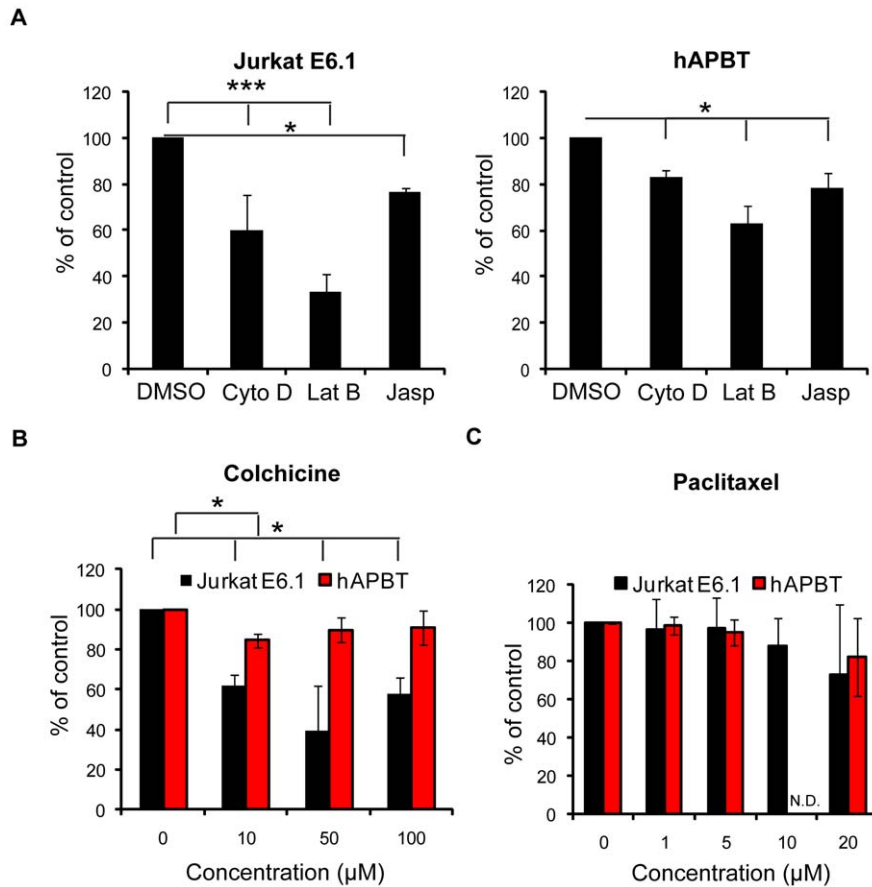 A
Jurkat E6.1
hAPBT
% of control
120
100
80
60
40
20
0
***
*
DMSO Cyto D Lat B Jasp
% of control
120
100
80
60
40
20
0
*
DMSO Cyto D Lat B Jasp
B
Colchicine
*
*
Jurkat E6.1 hAPBT
% of control
120
100
80
60
40
20
0
0 10 50 100
Concentration (µM)
C
Paclitaxel
Jurkat E6.1 hAPBT
% of control
120
100
80
60
40
20
0
N.D.
0 1 5 10 20
Concentration (µM)